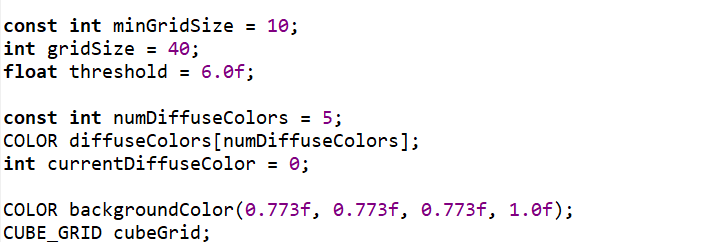 const int minGridSize = 10;
int gridSize = 40;
float threshold = 6.0f;
const int numDiffuseColors = 5;
COLOR diffuseColors[numDiffuseColors];
int currentDiffuseColor = 0;
COLOR backgroundColor(0.773f, 0.773f, 0.773f, 1.0f);
CUBE_GRID cubeGrid;